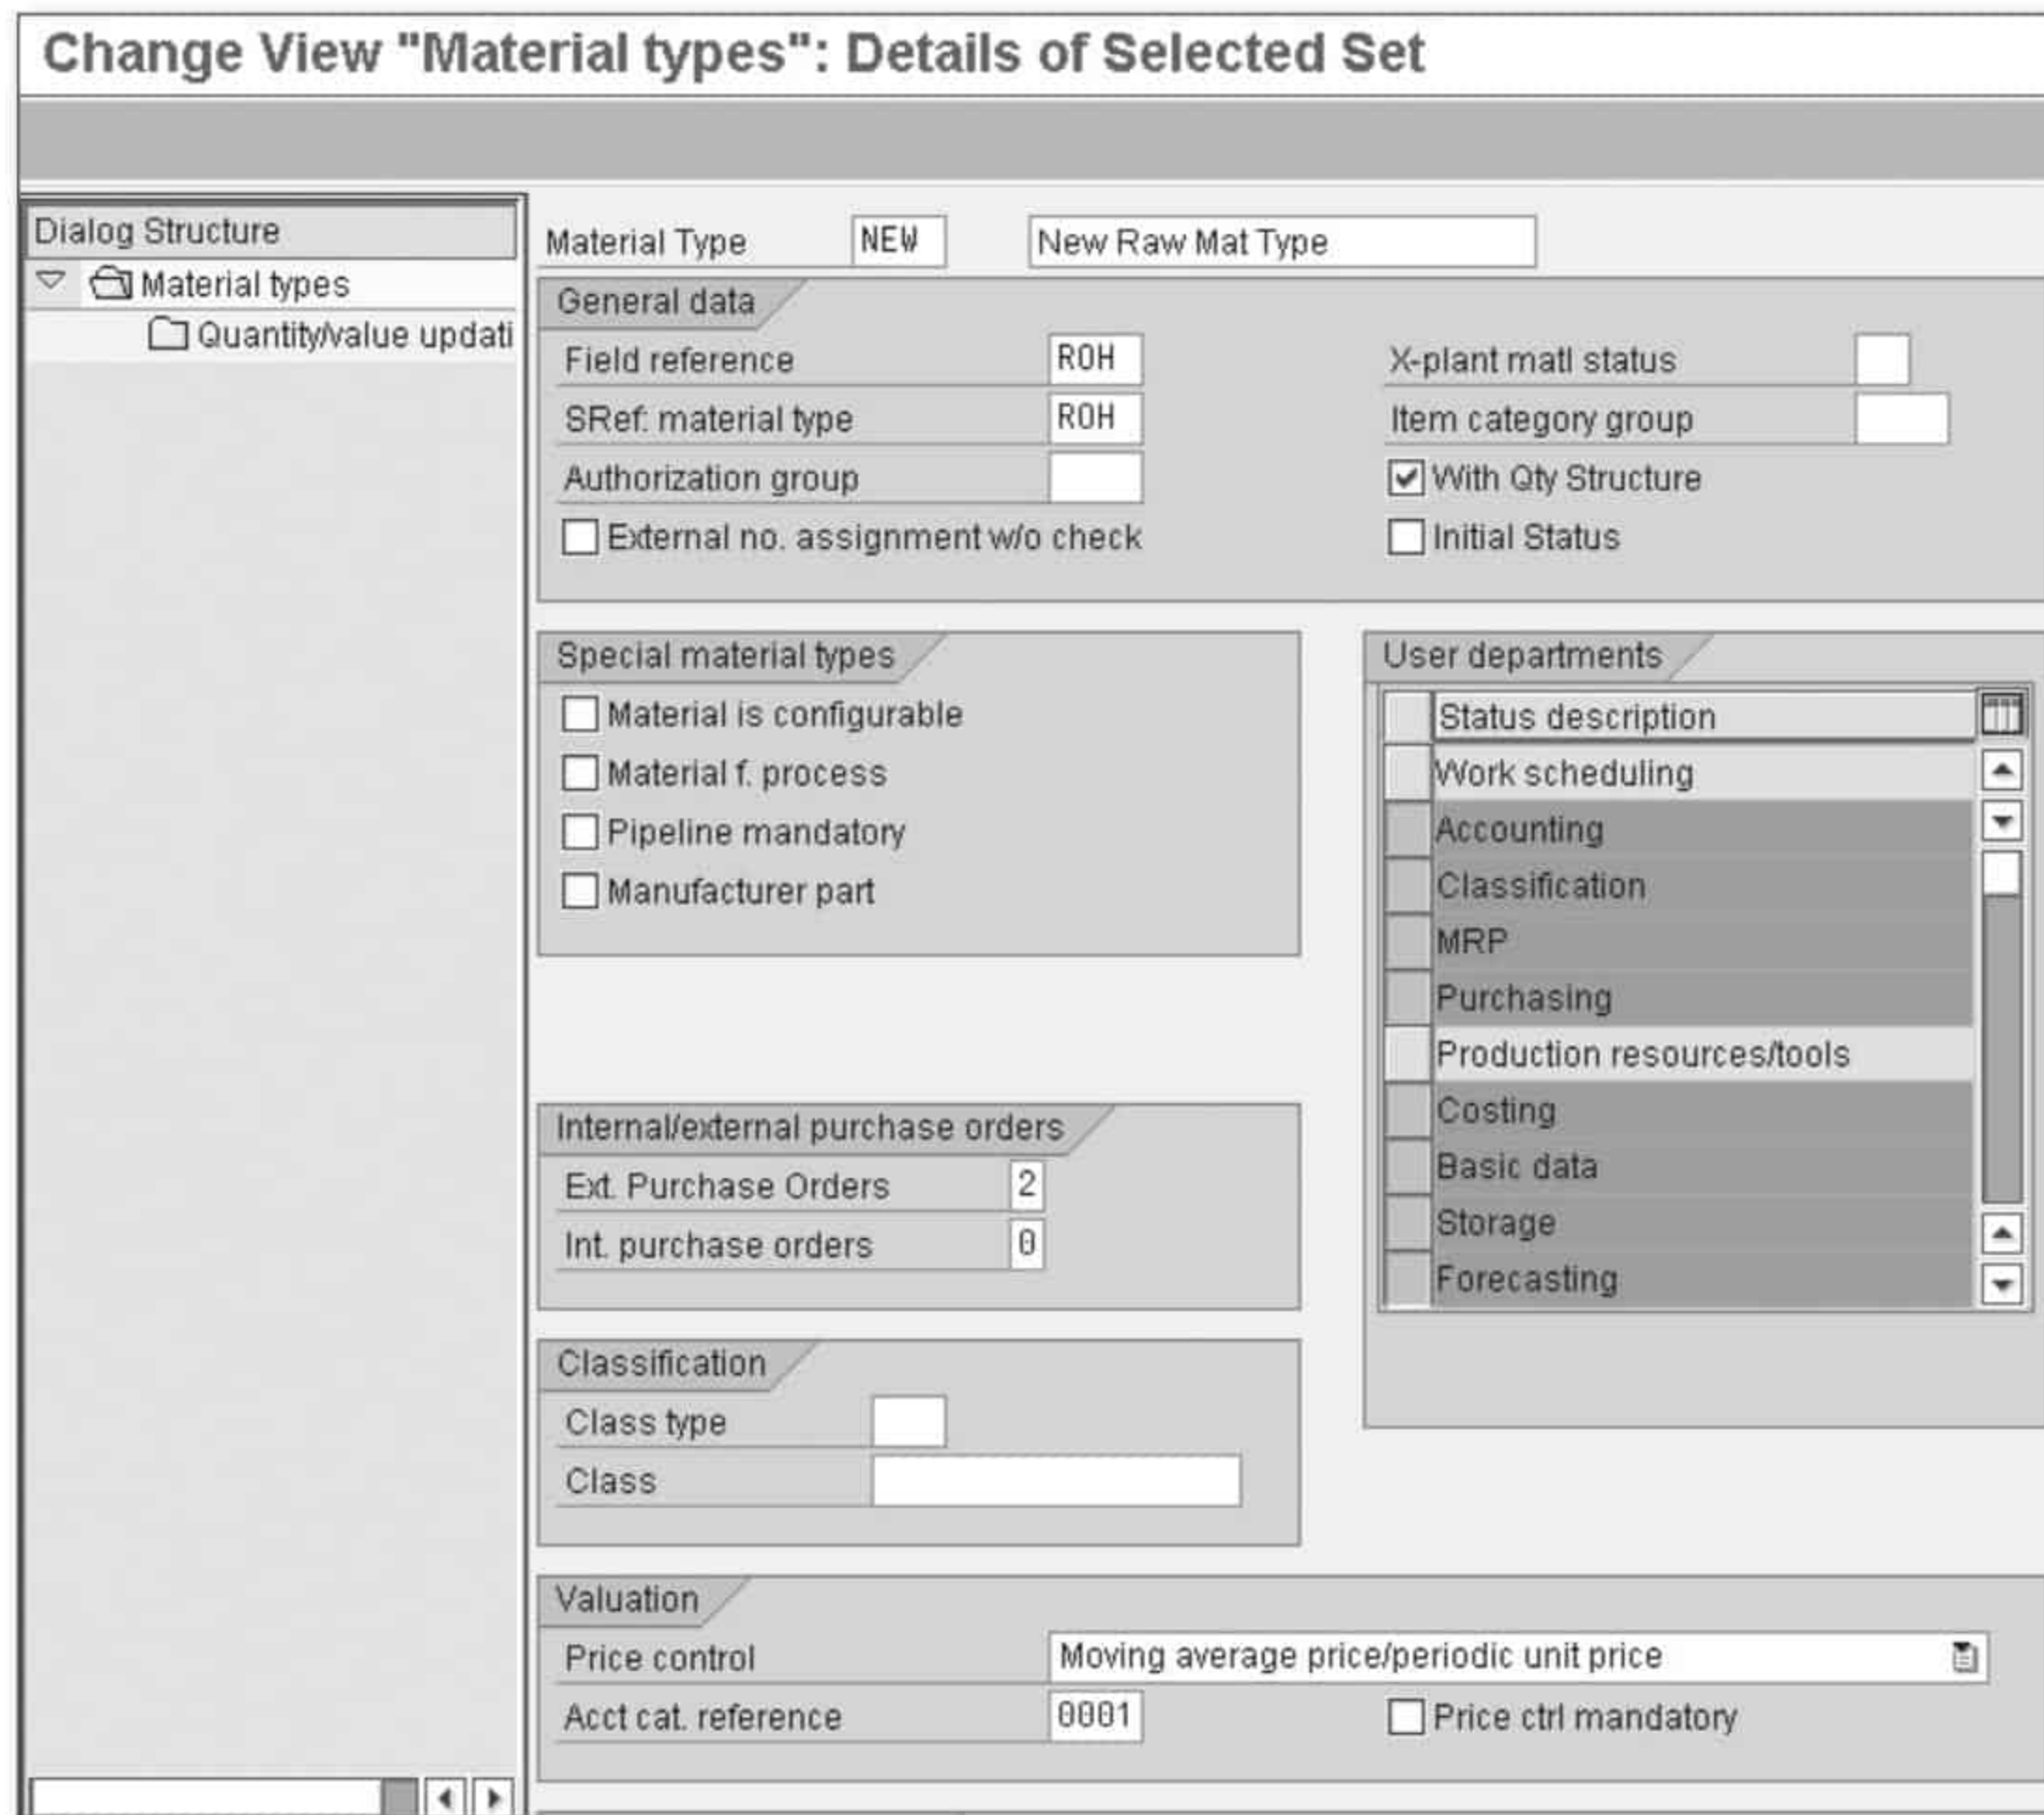 Change View "Material types": Details of Selected Set
Dialog Structure
Material types
Quantity/value updati
Material Type NEW New Raw Mat Type
General data
Field reference ROH X-plant matl status
SRef: material type ROH Item category group
Authorization group With Qty Structure
External no. assignment w/o check Initial Status
Special material types
Material is configurable
Material f. process
Pipeline mandatory
Manufacturer part
User departments
Status description
Work scheduling
Accounting
Classification
MRP
Purchasing
Production resources/tools
Costing
Basic data
Storage
Forecasting
Internal/external purchase orders
Ext. Purchase Orders 2
Int. purchase orders 0
Classification
Class type
Class
Valuation
Price control Moving average price/periodic unit price
Acct cat. reference 0001 Price ctrl mandatory